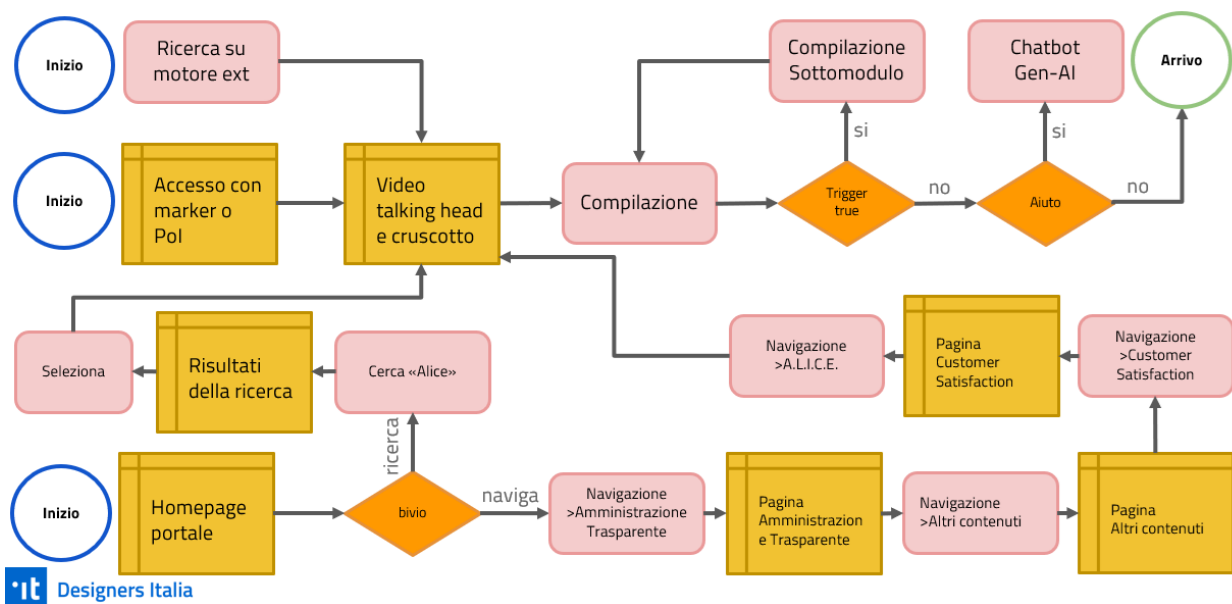 Inizio
Ricerca su
motore ext
Compilazione
Sottomodulo
Chatbot
Gen-AI
Arrivo
si
si
Inizio
Accesso con
marker o
PoI
Video
talking head
e cruscotto
Compilazione
Trigger
true
no
Aiuto
no
Seleziona
Risultati
della ricerca
Cerca «Alice»
Navigazione
>A.L.I.C.E.
Pagina
Customer
Satisfaction
Navigazione
>Customer
Satisfaction
ricerca
Inizio
Homepage
portale
bivio
naviga
Navigazione
>Amministrazione
Trasparente
Pagina
Amministrazion
e Trasparente
Navigazione
>Altri contenuti
Pagina
Altri contenuti
·it Designers Italia